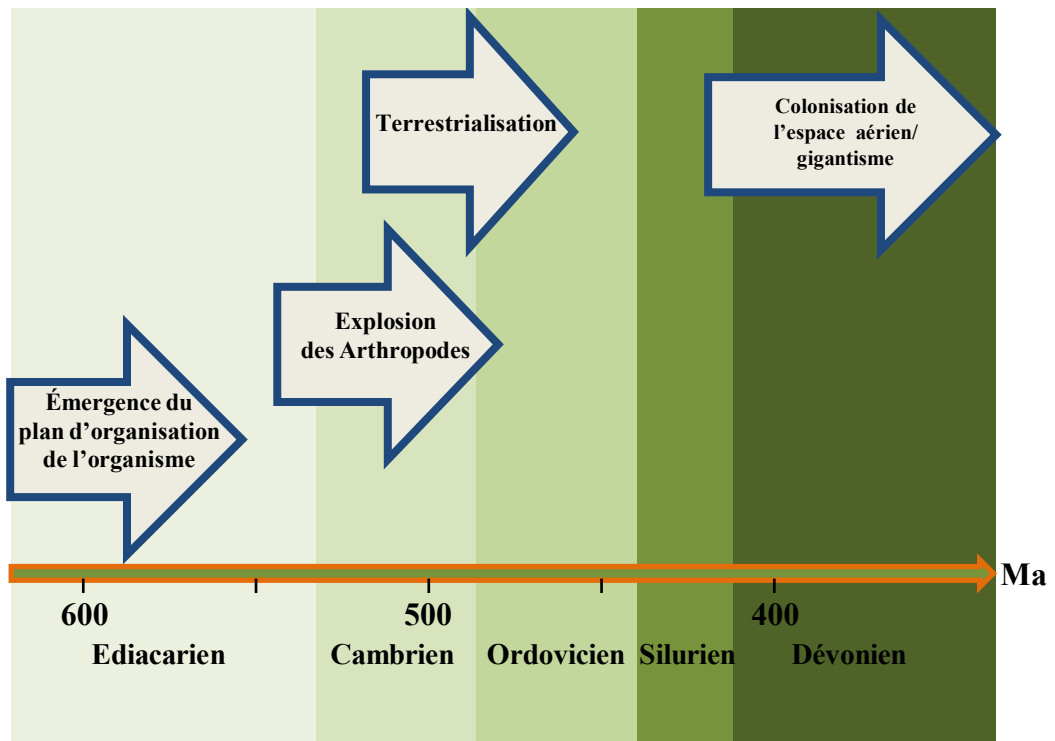 Terrestrialisation
Colonisation de
l’espace aérien/
gigantisme
Explosion
des Arthropodes
Émergence du
plan d’organisation
de l’organisme
Ma
600
500
400
Ediacarien
Cambrien
Ordovicien
Silurien
Dévonien